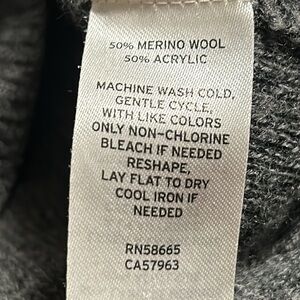 50% MERINO WOOL
50% ACRYLIC
MACHINE WASH COLD,
GENTLE CYCLE,
WITH LIKE COLORS
ONLY NON-CHLORINE
BLEACH IF NEEDED
RESHAPE,
LAY FLAT TO DRY
COOL IRON IF
NEEDED
RN58665
CA57963